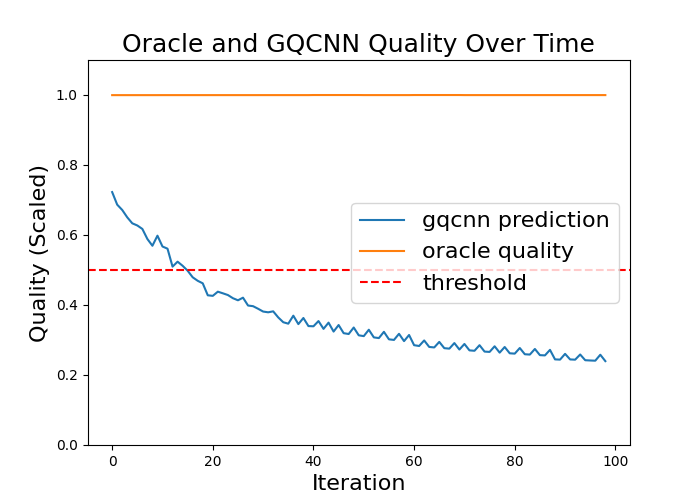 Oracle and GQCNN Quality Over Time
Quality (Scaled)
1.0
0.8
0.6
0.4
0.2
0.0
gqcnn prediction
oracle quality
threshold
0 20 40 60 80 100
Iteration